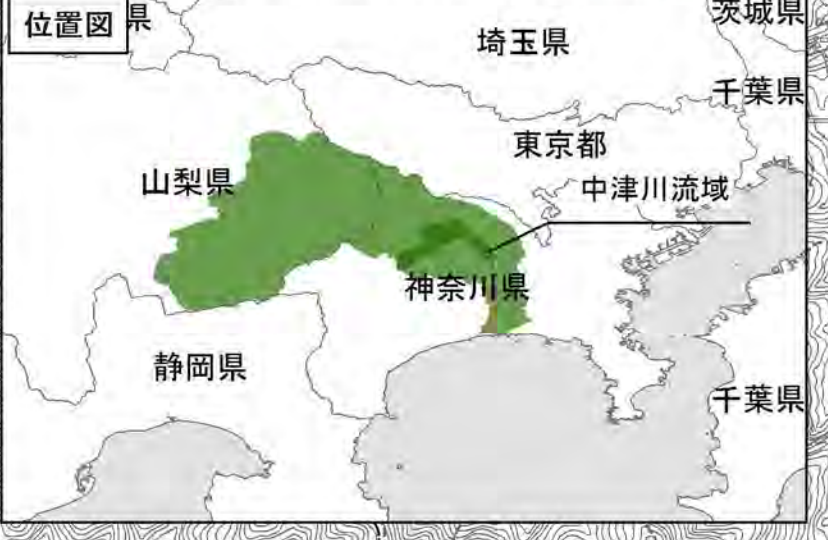 位置図
県
茨城県
埼玉県
千葉県
東京都
山梨県
中津川流域
神奈川県
静岡県
千葉県